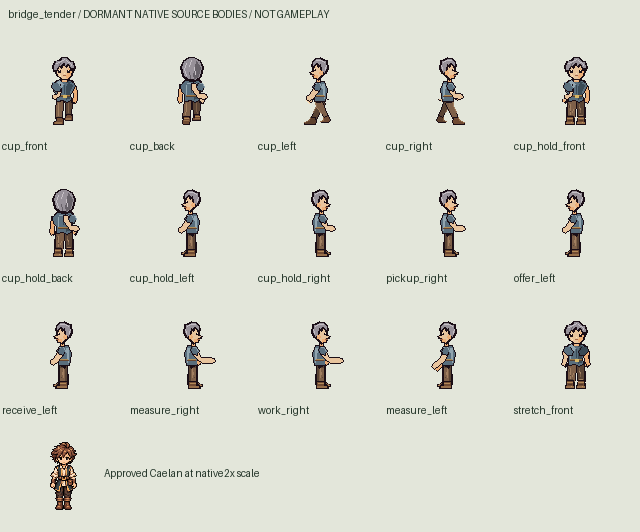 bridge_tender / DORMANT NATIVE SOURCE BODIES / NOT GAMEPLAY
cup_front
cup_back
cup_left
cup_right
cup_hold_front
cup_hold_back
cup_hold_left
cup_hold_right
pickup_right
offer_left
receive_left
measure_right
work_right
measure_left
stretch_front
Approved Caelan at native2x scale